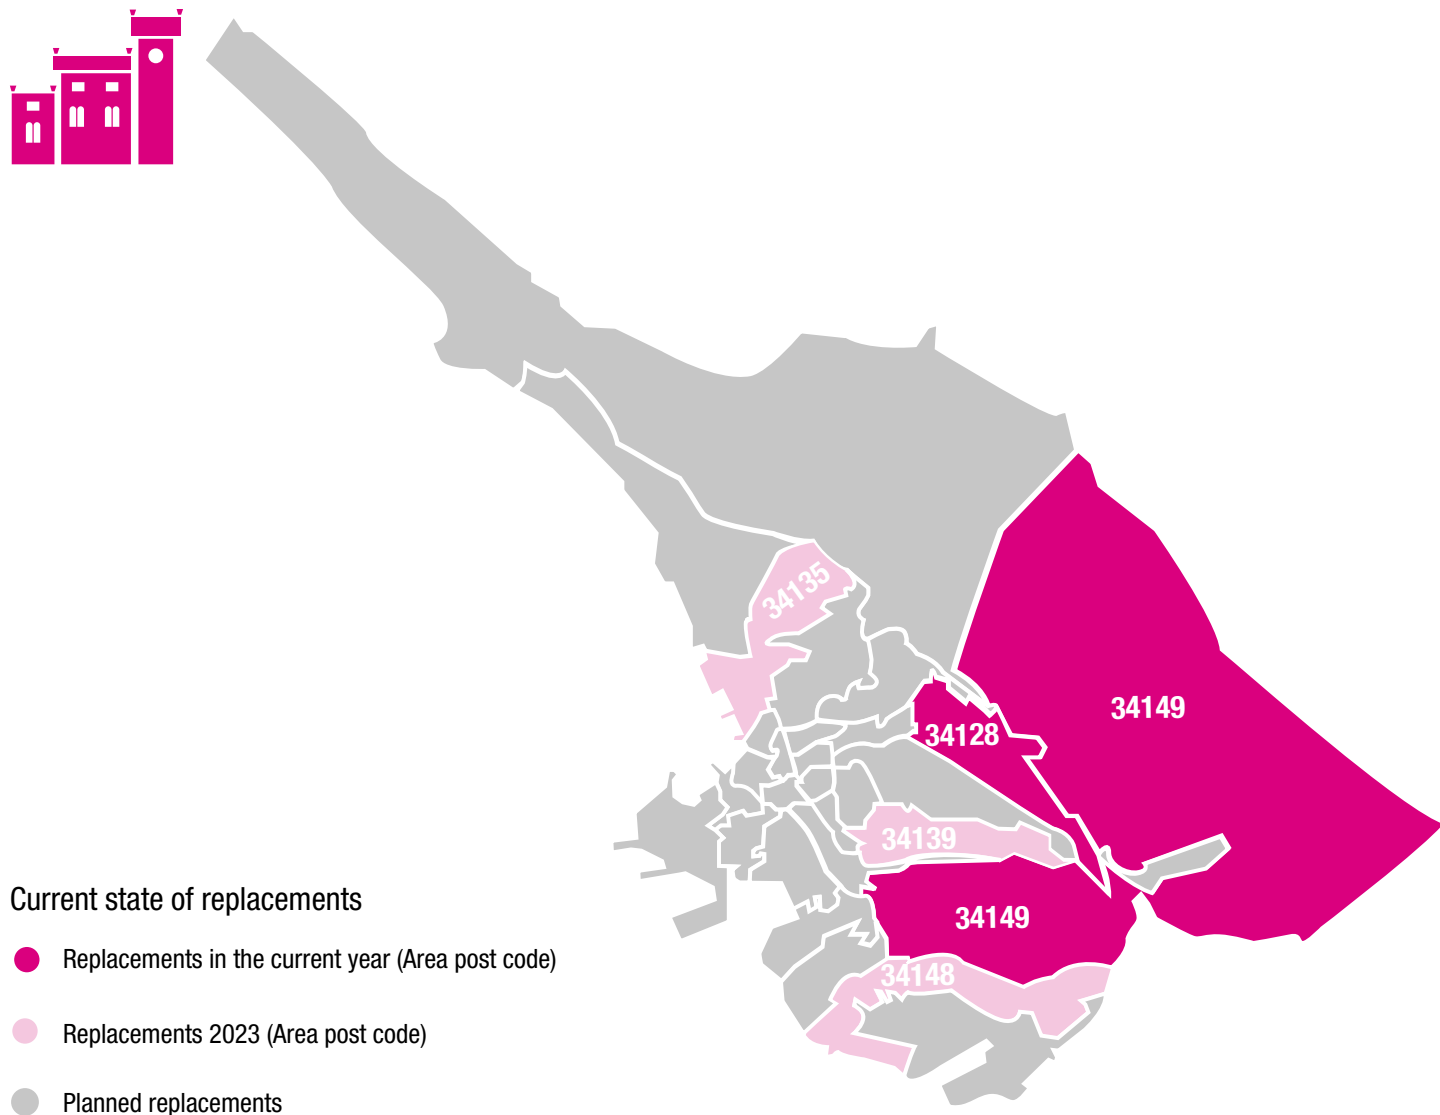 34135
34149
34128
34139
34149
34148
Current state of replacements
Replacements in the current year (Area post code)
Replacements 2023 (Area post code)
Planned replacements